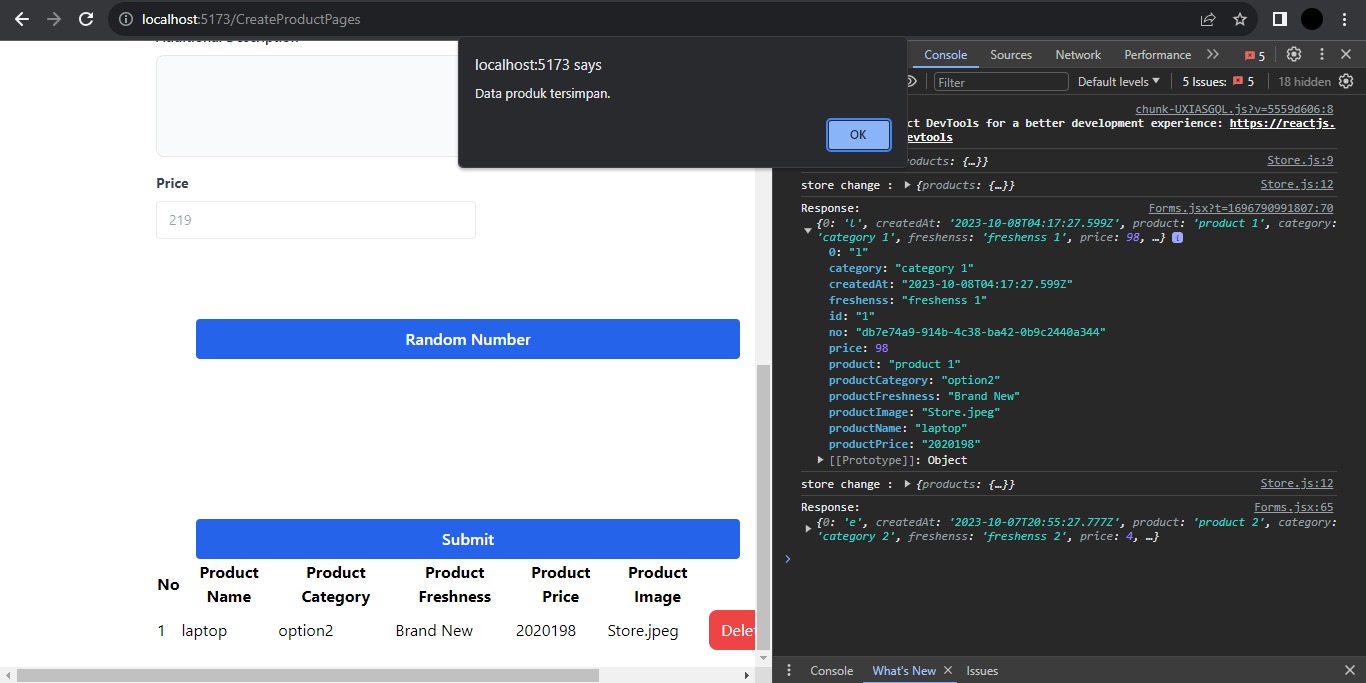 localhost:5173/CreateProductPages
Additional Description
localhost:5173 says
Data produk tersimpan.
OK
Price
219
Random Number
Submit
No Product Name Product Category Product Freshness Product Price Product Image
1 laptop option2 Brand New 2020198 Store.jpeg Delet
Console Sources Network Performance 5
Filter Default levels 5 Issues: 5 18 hidden
chunk-UXIASGQL.js?v=5559d606:8
ct DevTools for a better development experience: https://reactjs.
evtools
oducts: {…}} Store.js:9
store change : {products: {…}} Store.js:12
Response: Forms.jsx?t=1696790991807:70
{0: 'l', createdAt: '2023-10-08T04:17:27.599Z', product: 'product 1', category:
'category 1', freshenss: 'freshenss 1', price: 98, …} i
0: "l"
category: "category 1"
createdAt: "2023-10-08T04:17:27.599Z"
freshenss: "freshenss 1"
id: "1"
no: "db7e74a9-914b-4c38-ba42-0b9c2440a344"
price: 98
product: "product 1"
productCategory: "option2"
productFreshness: "Brand New"
productImage: "Store.jpeg"
productName: "laptop"
productPrice: "2020198"
[[Prototype]]: Object
store change : {products: {…}} Store.js:12
Response: Forms.jsx:65
{0: 'e', createdAt: '2023-10-07T20:55:27.777Z', product: 'product 2', category:
'category 2', freshenss: 'freshenss 2', price: 4, …}
Console What's New Issues